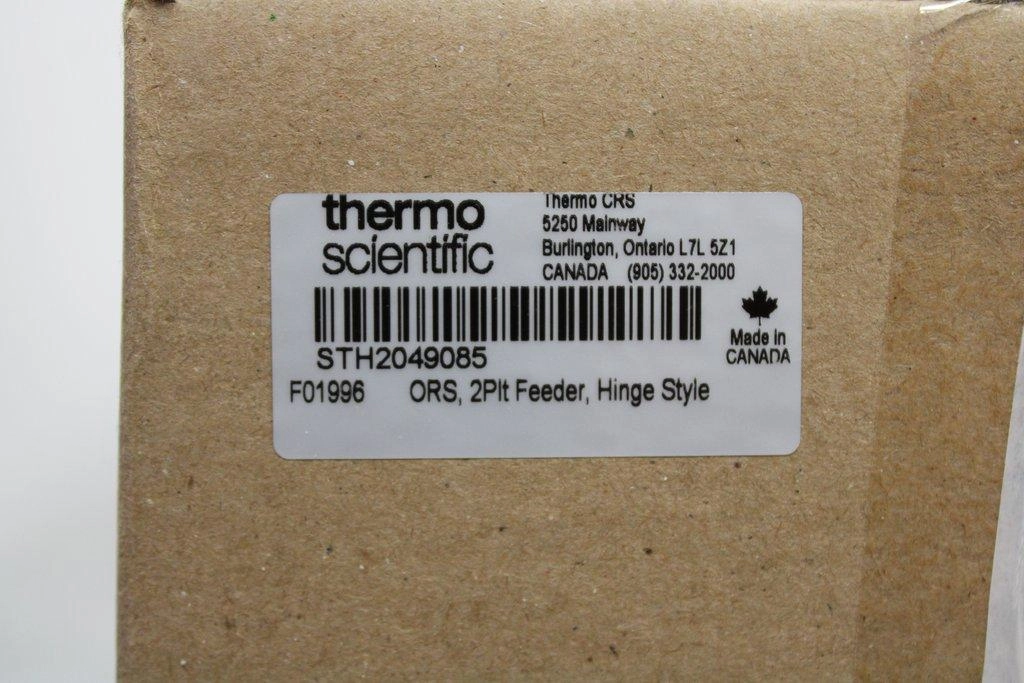 thermo
scientific
Thermo CRS
5250 Mainway
Burlington, Ontario L7L 5Z1
CANADA (905) 332-2000
STH2049085
Made in
CANADA
F01996 ORS, 2Plt Feeder, Hinge Style